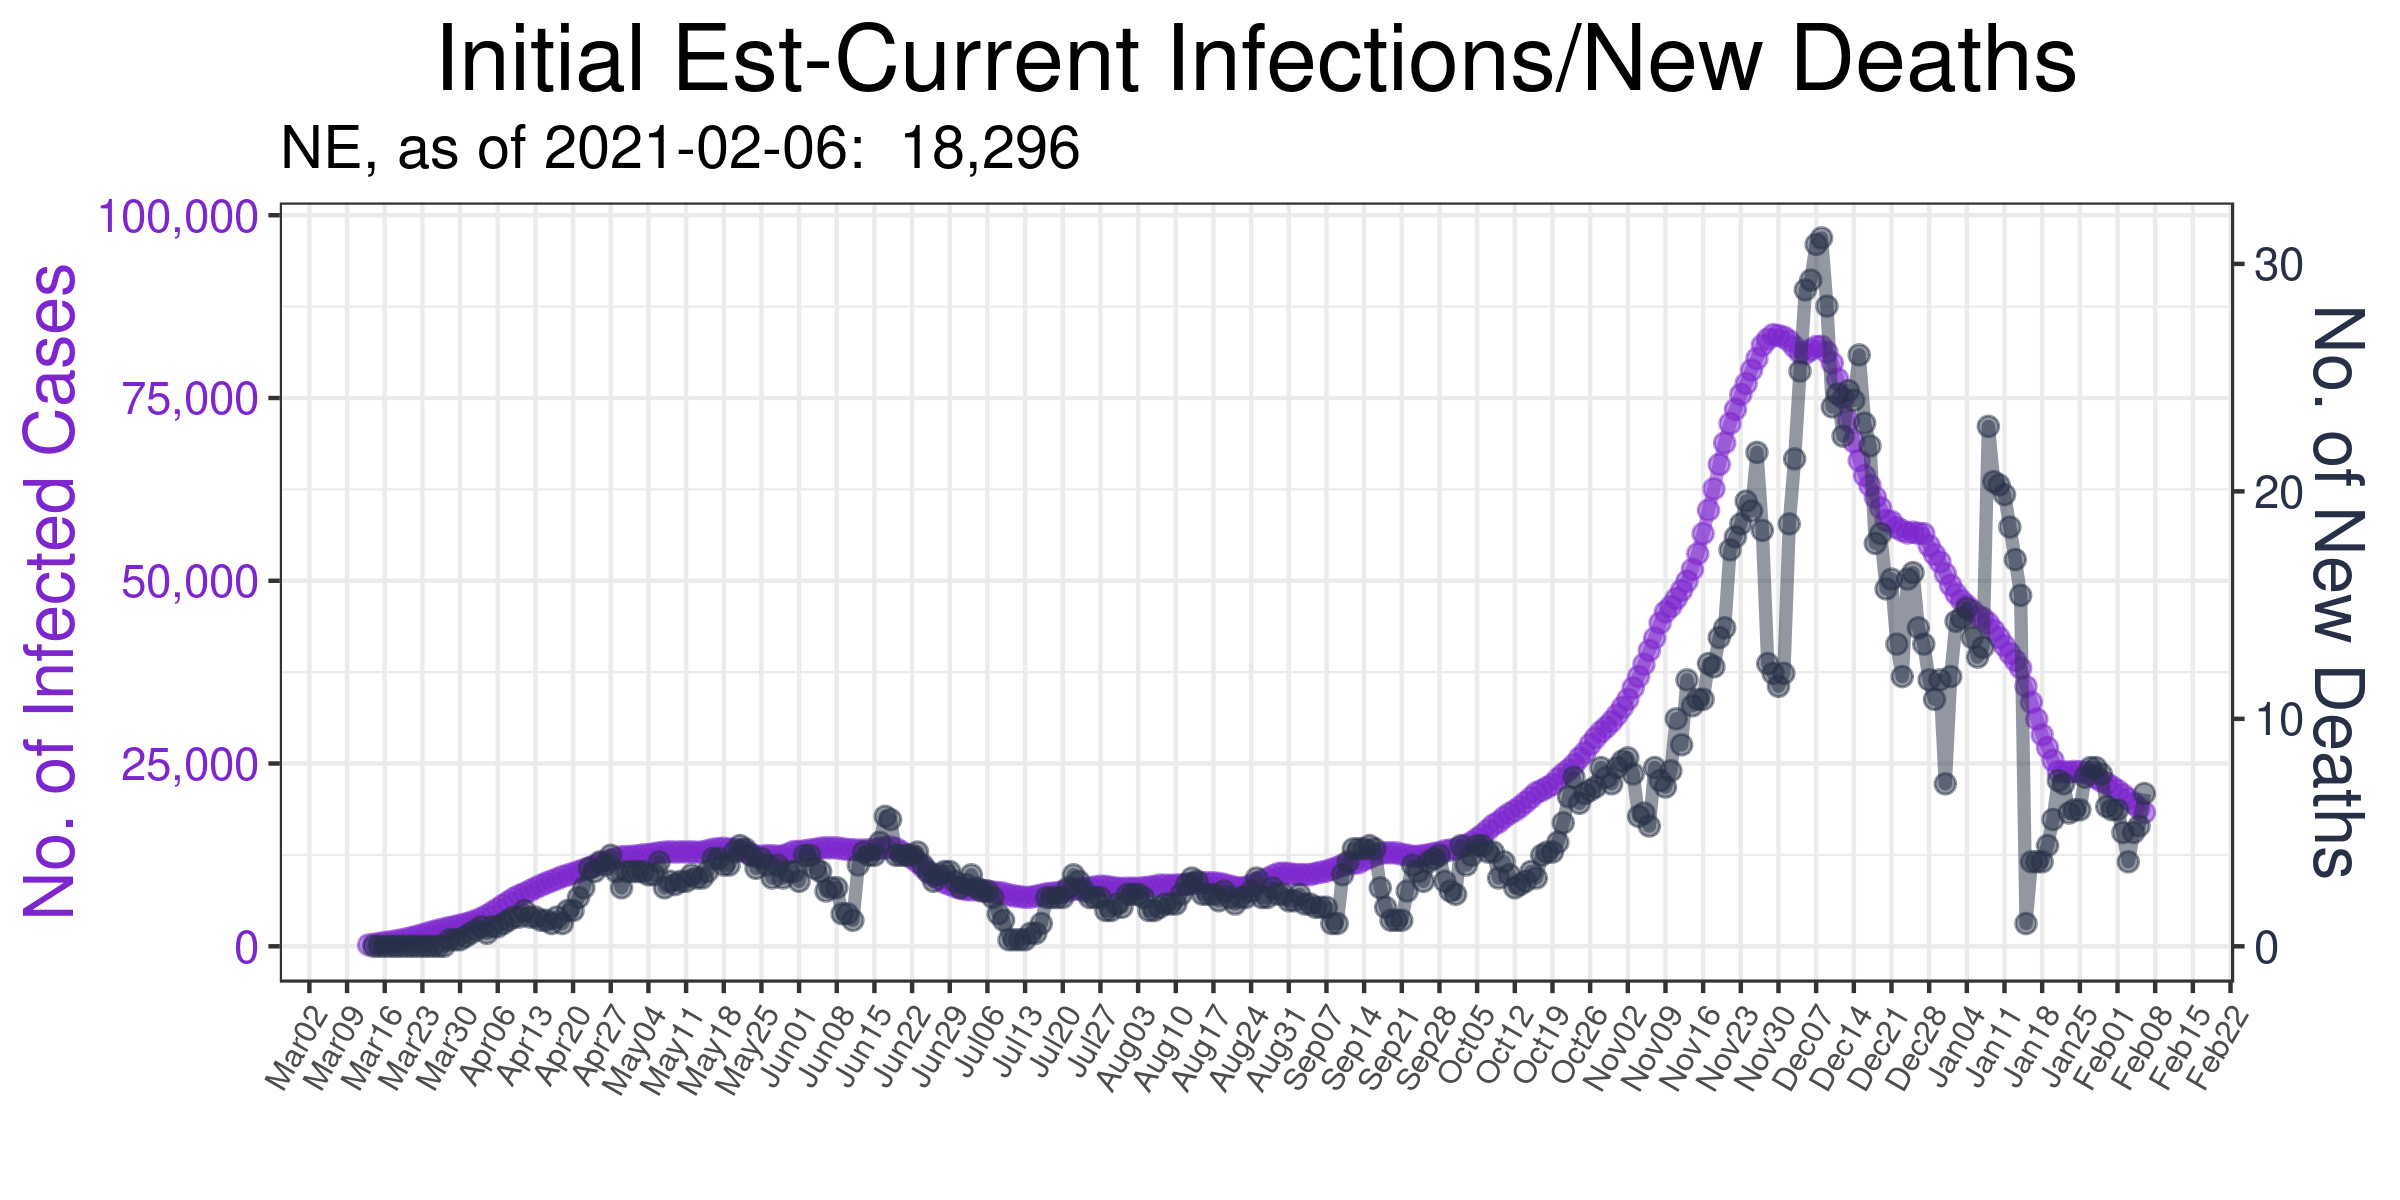 Initial Est-Current Infections/New Deaths
NE, as of 2021-02-06:  18,296
No. of Infected Cases
100,000
75,000
50,000
25,000
0
30
20
10
0
No. of New Deaths
Mar02
Mar09
Mar16
Mar23
Mar30
Apr06
Apr13
Apr20
Apr27
May04
May11
May18
May25
Jun01
Jun08
Jun15
Jun22
Jun29
Jul06
Jul13
Jul20
Jul27
Aug03
Aug10
Aug17
Aug24
Aug31
Sep07
Sep14
Sep21
Sep28
Oct05
Oct12
Oct19
Oct26
Nov02
Nov09
Nov16
Nov23
Nov30
Dec07
Dec14
Dec21
Dec28
Jan04
Jan11
Jan18
Jan25
Feb01
Feb08
Feb15
Feb22